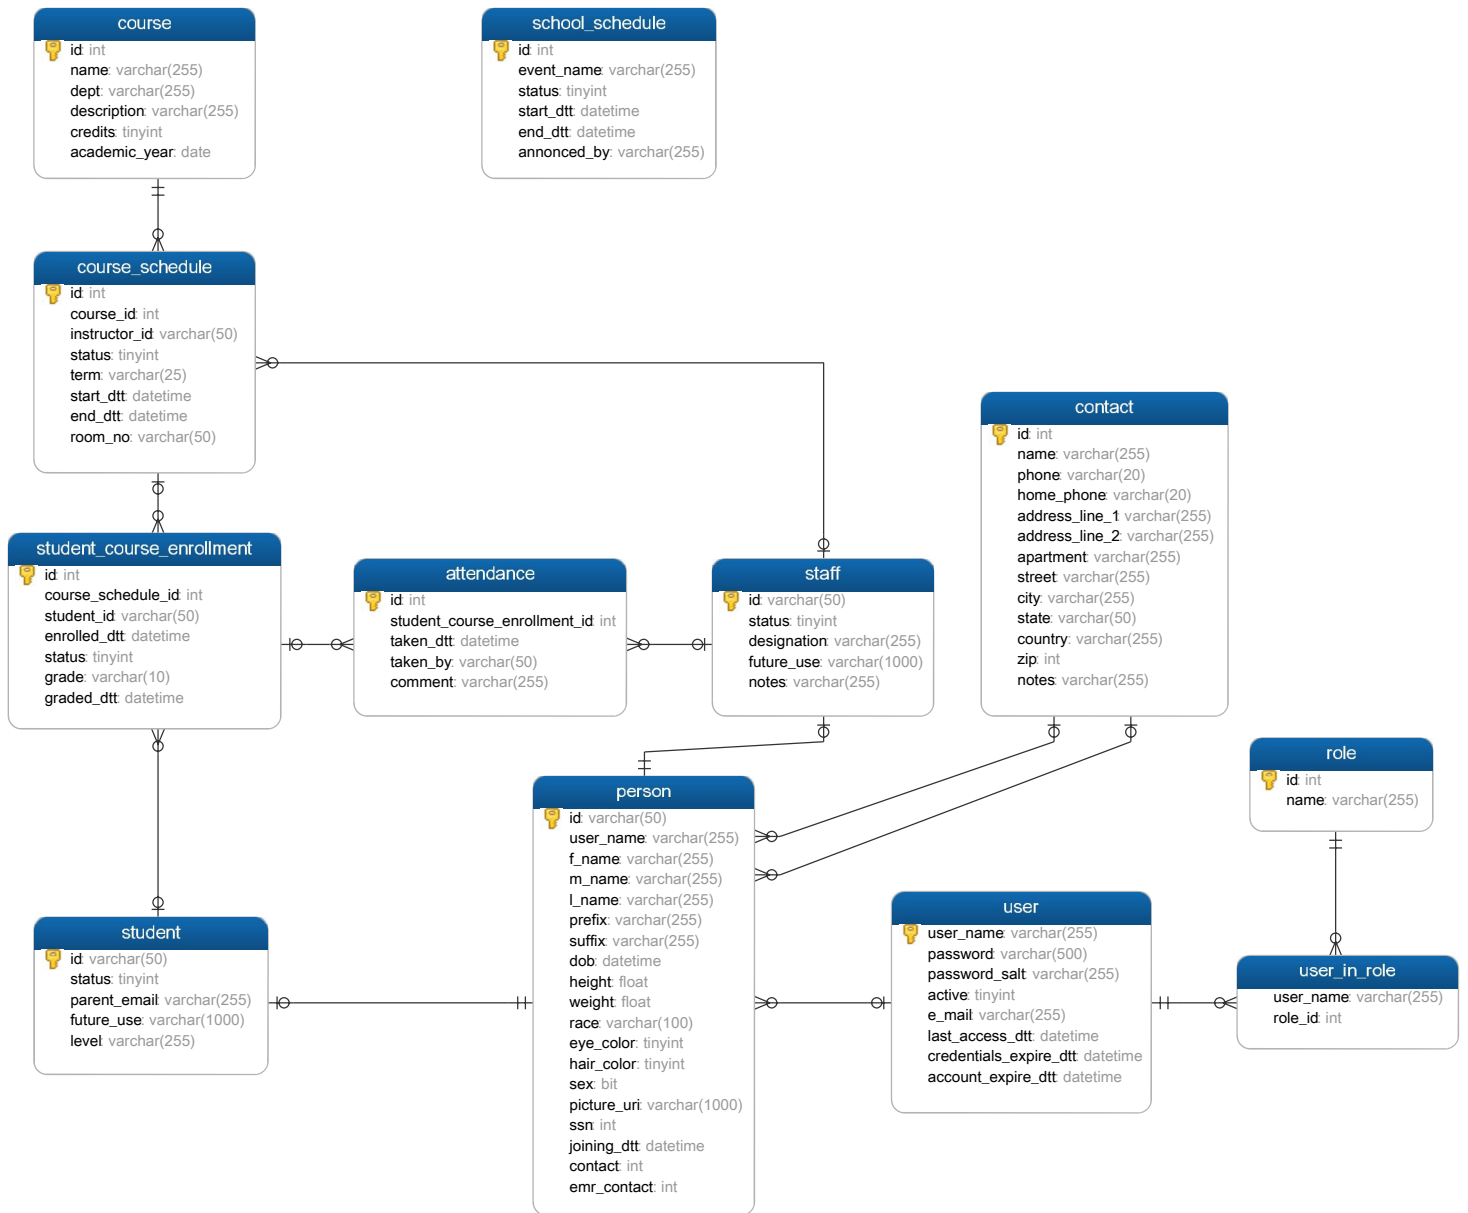 course
id: int
name: varchar(255)
dept: varchar(255)
description: varchar(255)
credits: tinyint
academic_year: date
school_schedule
id: int
event_name: varchar(255)
status: tinyint
start_dtt: datetime
end_dtt: datetime
annonced_by: varchar(255)
course_schedule
id: int
course_id: int
instructor_id: varchar(50)
status: tinyint
term: varchar(25)
start_dtt: datetime
end_dtt: datetime
room_no: varchar(50)
contact
id: int
name: varchar(255)
phone: varchar(20)
home_phone: varchar(20)
address_line_1: varchar(255)
address_line_2: varchar(255)
apartment: varchar(255)
street: varchar(255)
city: varchar(255)
state: varchar(50)
country: varchar(255)
zip: int
notes: varchar(255)
student_course_enrollment
id: int
course_schedule_id: int
student_id: varchar(50)
enrolled_dtt: datetime
status: tinyint
grade: varchar(10)
graded_dtt: datetime
attendance
id: int
student_course_enrollment_id: int
taken_dtt: datetime
taken_by: varchar(50)
comment: varchar(255)
staff
id: varchar(50)
status: tinyint
designation: varchar(255)
future_use: varchar(1000)
notes: varchar(255)
role
id: int
name: varchar(255)
person
id: varchar(50)
user_name: varchar(255)
f_name: varchar(255)
m_name: varchar(255)
l_name: varchar(255)
prefix: varchar(255)
suffix: varchar(255)
dob: datetime
height: float
weight: float
race: varchar(100)
eye_color: tinyint
hair_color: tinyint
sex: bit
picture_uri: varchar(1000)
ssn: int
joining_dtt: datetime
contact: int
emr_contact: int
user
user_name: varchar(255)
password: varchar(500)
password_salt: varchar(255)
active: tinyint
e_mail: varchar(255)
last_access_dtt: datetime
credentials_expire_dtt: datetime
account_expire_dtt: datetime
student
id: varchar(50)
status: tinyint
parent_email: varchar(255)
future_use: varchar(1000)
level: varchar(255)
user_in_role
user_name: varchar(255)
role_id: int